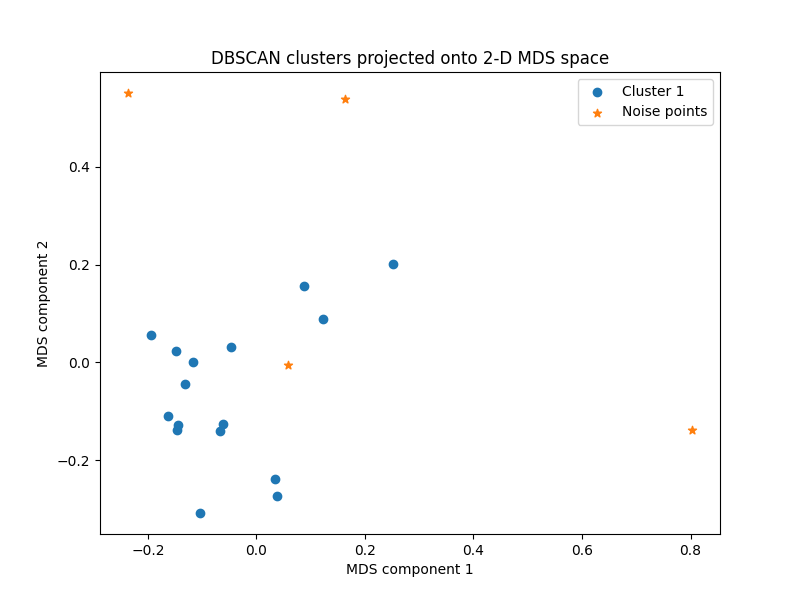 DBSCAN clusters projected onto 2-D MDS space
Cluster 1
Noise points
0.4
0.2
0.0
−0.2
MDS component 2
−0.2 0.0 0.2 0.4 0.6 0.8
MDS component 1